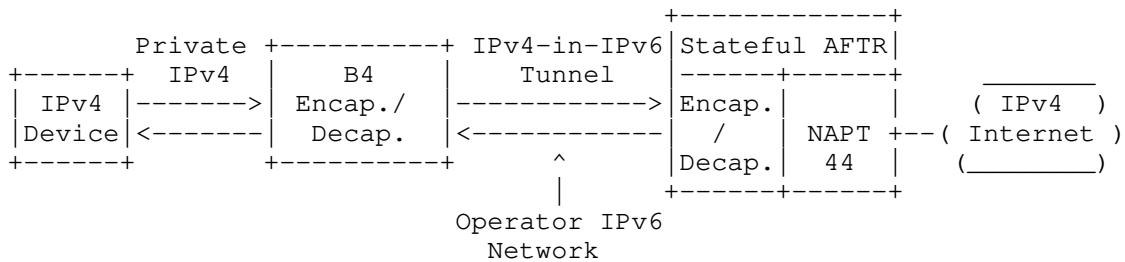 Private IPv4-in-IPv6 Stateful AFTR
IPv4 B4 Tunnel
IPv4 Encap./ Encap. ( IPv4 )
Device Decap. / NAPT ( Internet )
Decap. 44
Operator IPv6
Network